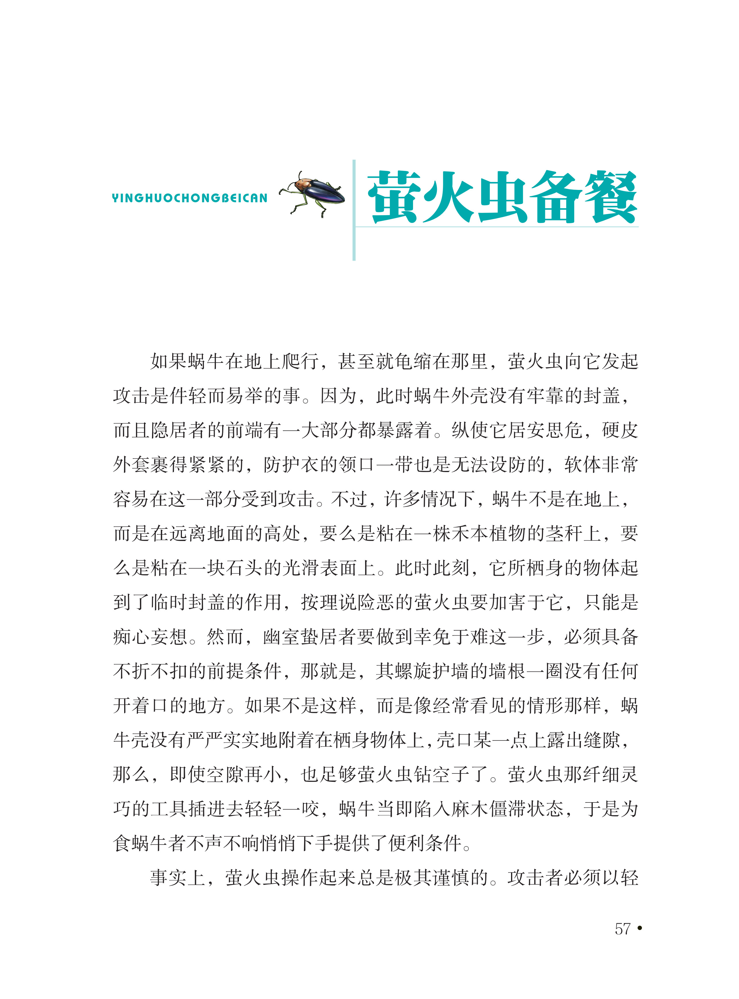 YINGHUOCHONGBEICAN
萤火虫备餐
如果蜗牛在地上爬行，甚至就龟缩在那里，萤火虫向它发起
攻击是件轻而易举的事。因为，此时蜗牛外壳没有牢靠的封盖，
而且隐居者的前端有一大部分都暴露着。纵使它居安思危，硬皮
外套裹得紧紧的，防护衣的领口一带也是无法设防的，软体非常
容易在这一部分受到攻击。不过，许多情况下，蜗牛不是在地上，
而是在远离地面的高处，要么是粘在一株禾本植物的茎秆上，要
么是粘在一块石头的光滑表面上。此时此刻，它所栖身的物体起
到了临时封盖的作用，按理说险恶的萤火虫要加害于它，只能是
痴心妄想。然而，幽室蛰居者要做到幸免于难这一步，必须具备
不折不扣的前提条件，那就是，其螺旋护墙的墙根一圈没有任何
开着口的地方。如果不是这样，而是像经常看见的情形那样，蜗
牛壳没有严严实实地附着在栖身物体上，壳口某一点上露出缝隙，
那么，即使空隙再小，也足够萤火虫钻空子了。萤火虫那纤细灵
巧的工具插进去轻轻一咬，蜗牛当即陷入麻木僵滞状态，于是为
食蜗牛者不声不响悄悄下手提供了便利条件。
事实上，萤火虫操作起来总是极其谨慎的。攻击者必须以轻
57 •